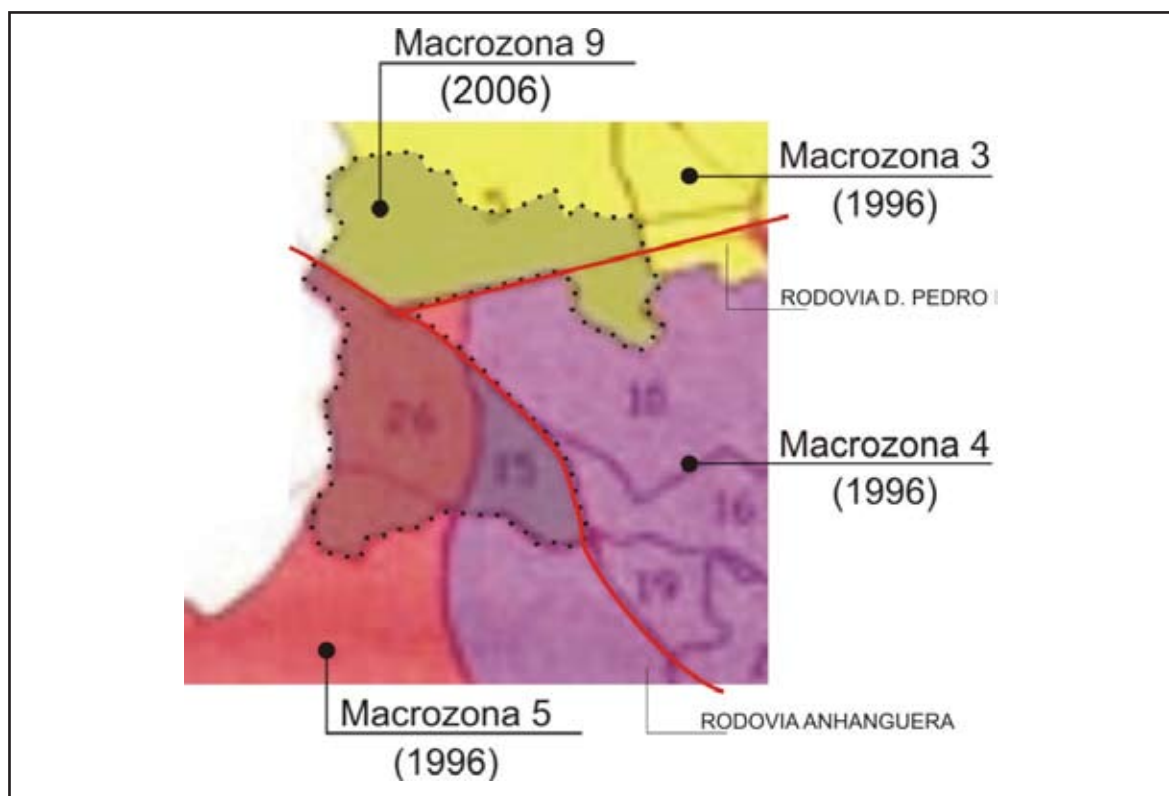 Macrozona 9
(2006)
Macrozona 3
(1996)
RODOVIA D. PEDRO I
10
26
15
Macrozona 4
(1996)
16
19
Macrozona 5
(1996)
RODOVIA ANHANGUERA